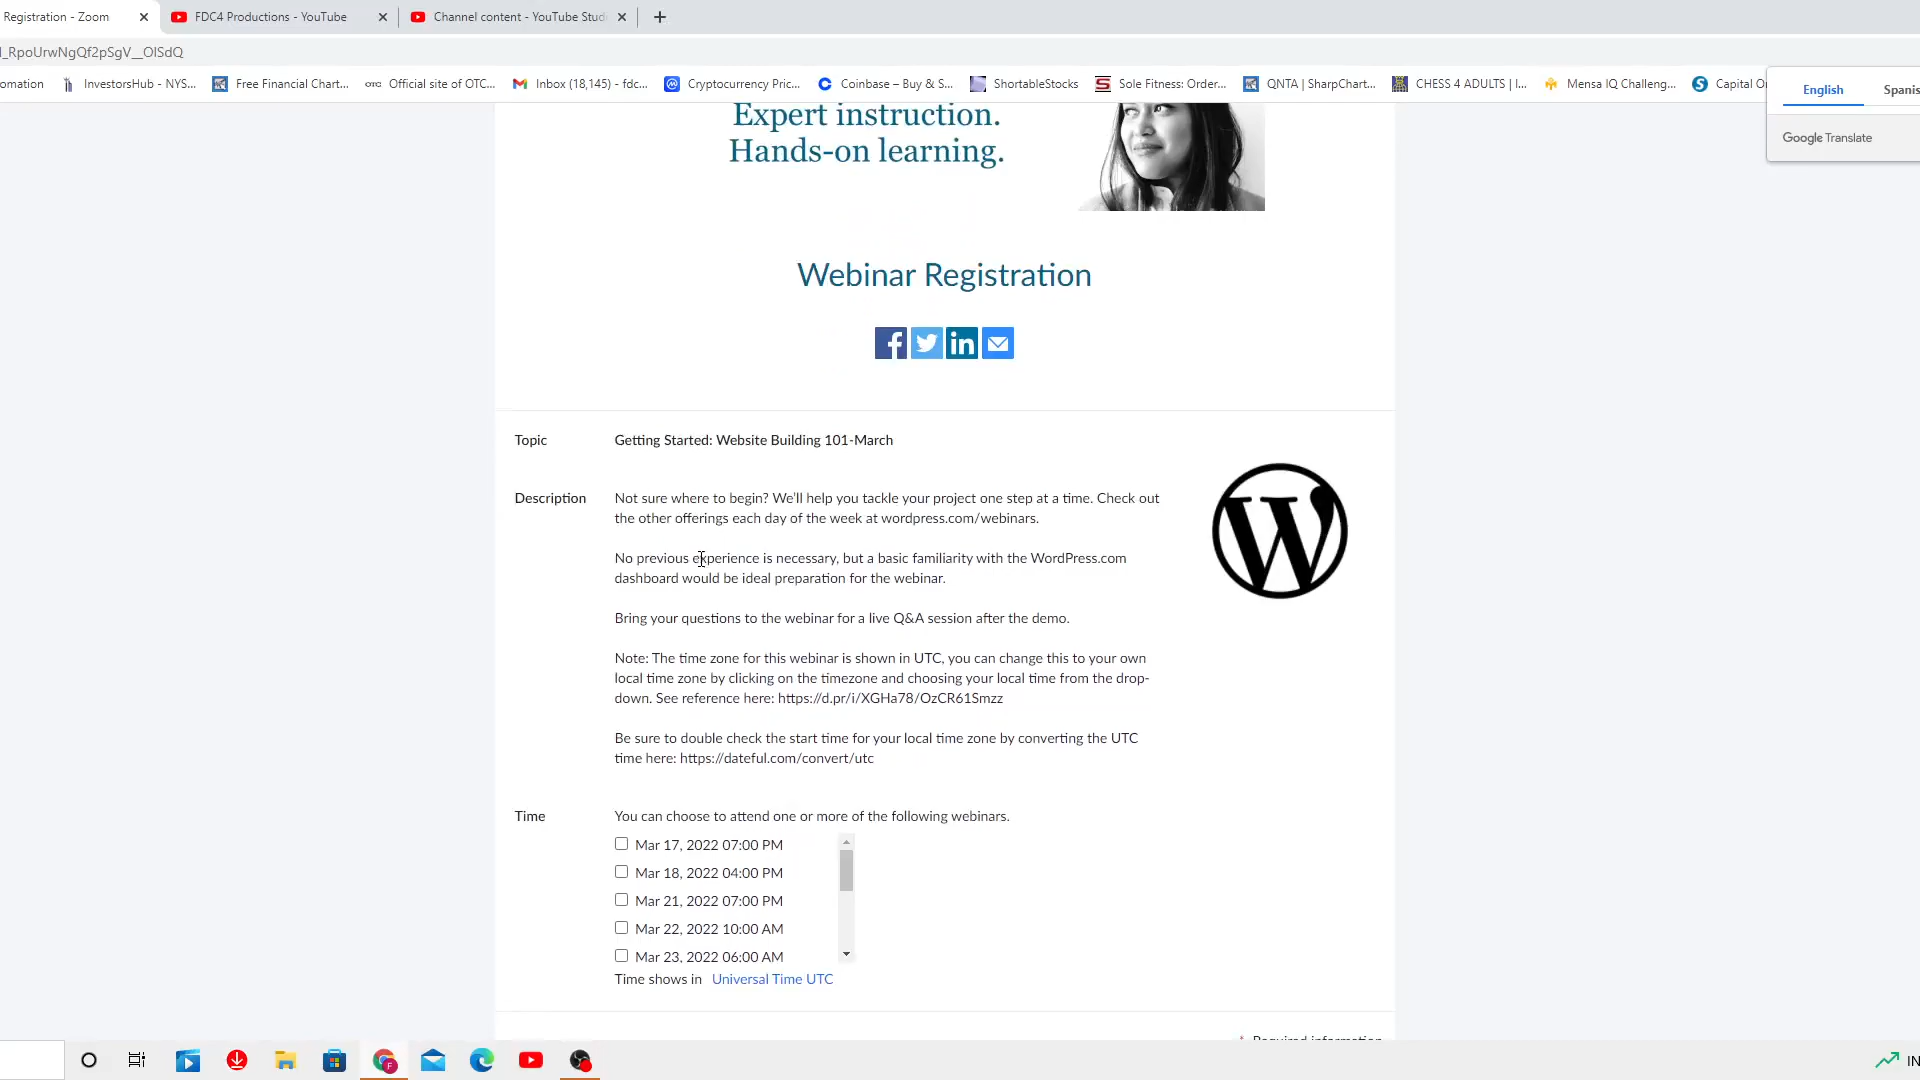 Registration - Zoom
FDC4 Productions - YouTube
Channel content - YouTube Stud
l_RpoUrwNgQf2pSgV__OISdQ
omation
InvestorsHub - NYS...
Free Financial Chart...
OTC
Official site of OTC...
Inbox (18,145) - fdc...
Cryptocurrency Pric...
Coinbase – Buy & S...
ShortableStocks
Sole Fitness: Order...
QNTA | SharpChart...
CHESS 4 ADULTS | I...
Mensa IQ Challeng...
Capital O
English
Spanis
Google Translate
Expert instruction.
Hands-on learning.
Webinar Registration
Topic
Getting Started: Website Building 101-March
Description
Not sure where to begin? We'll help you tackle your project one step at a time. Check out
the other offerings each day of the week at wordpress.com/webinars.
No previous experience is necessary, but a basic familiarity with the WordPress.com
dashboard would be ideal preparation for the webinar.
Bring your questions to the webinar for a live Q&A session after the demo.
Note: The time zone for this webinar is shown in UTC, you can change this to your own
local time zone by clicking on the timezone and choosing your local time from the drop-
down. See reference here: https://d.pr/i/XGHa78/OzCR61Smzz
Be sure to double check the start time for your local time zone by converting the UTC
time here: https://dateful.com/convert/utc
Time
You can choose to attend one or more of the following webinars.
Mar 17, 2022 07:00 PM
Mar 18, 2022 04:00 PM
Mar 21, 2022 07:00 PM
Mar 22, 2022 10:00 AM
Mar 23, 2022 06:00 AM
Time shows in Universal Time UTC
* Required information
IN